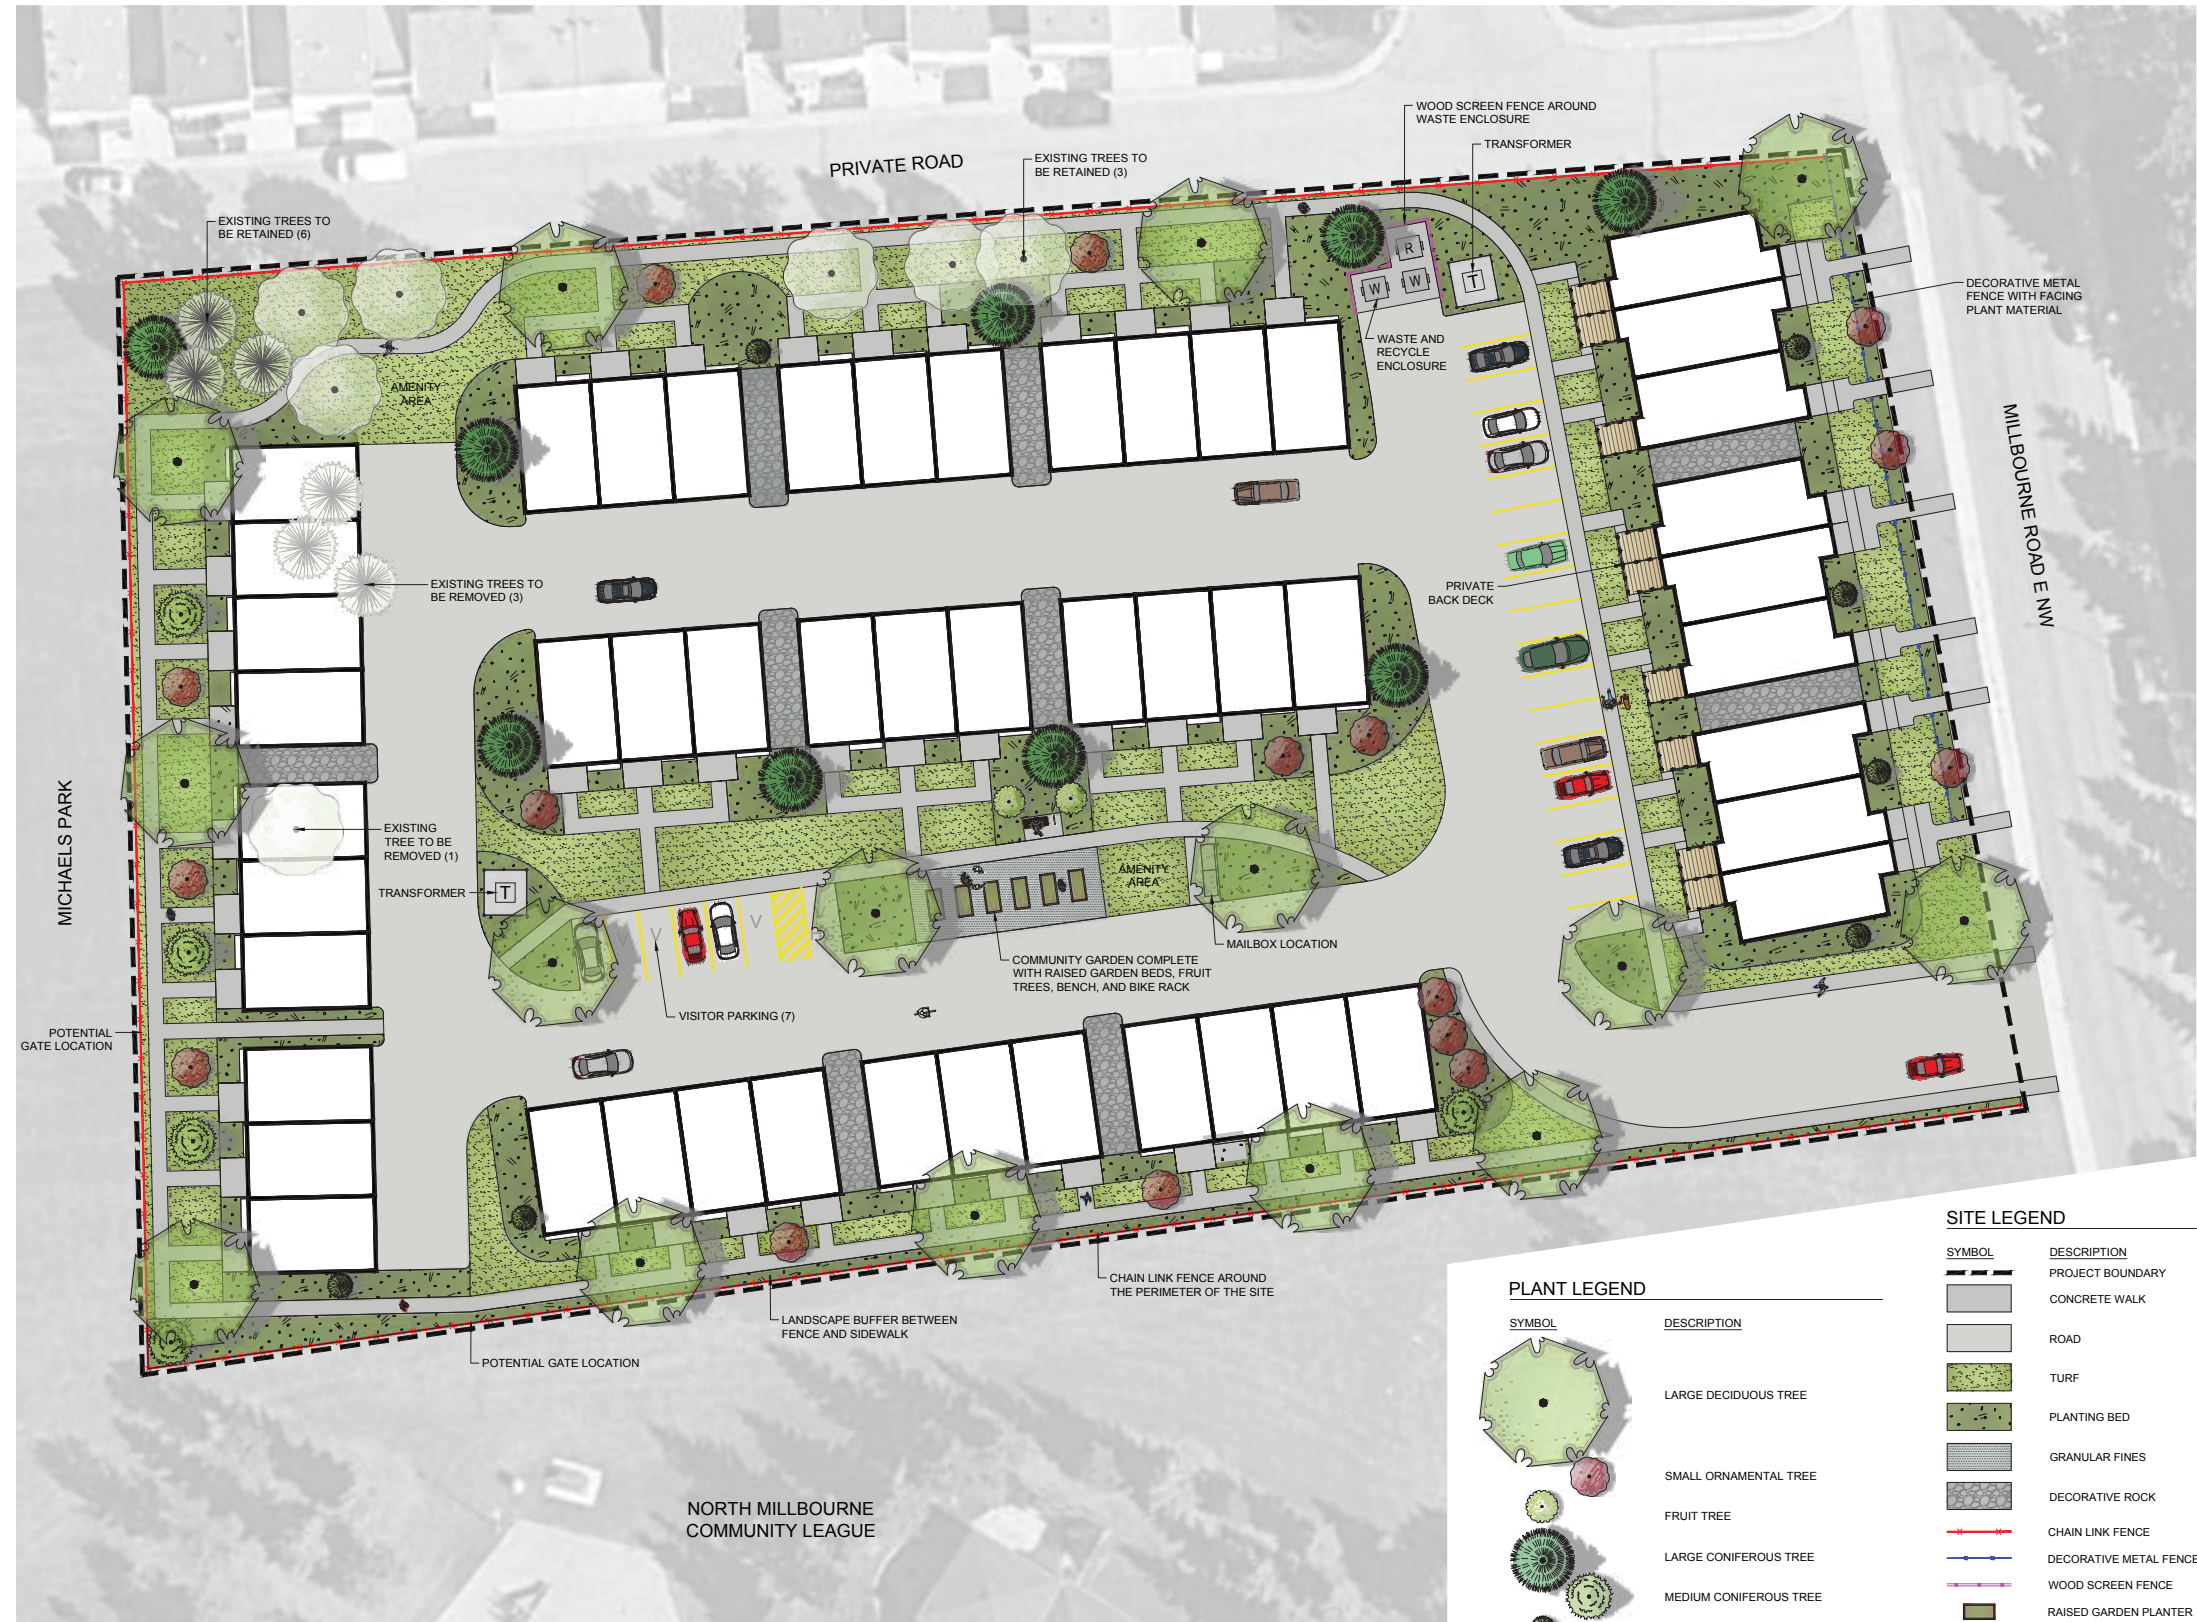 WOOD SCREEN FENCE AROUND
WASTE ENCLOSURE
TRANSFORMER
PRIVATE ROAD
EXISTING TREES TO
BE RETAINED (3)
EXISTING TREES TO
BE RETAINED (6)
R
W
W
T
DECORATIVE METAL
FENCE WITH FACING
PLANT MATERIAL
WASTE AND
RECYCLE
ENCLOSURE
AMENITY
AREA
MILLBOURNE ROAD E NW
EXISTING TREES TO
BE REMOVED (3)
PRIVATE
BACK DECK
MICHAELS PARK
EXISTING
TREE TO BE
REMOVED (1)
TRANSFORMER
T
AMENITY
AREA
V
V
V
MAILBOX LOCATION
COMMUNITY GARDEN COMPLETE
WITH RAISED GARDEN BEDS, FRUIT
TREES, BENCH, AND BIKE RACK
VISITOR PARKING (7)
POTENTIAL
GATE LOCATION
CHAIN LINK FENCE AROUND
THE PERIMETER OF THE SITE
LANDSCAPE BUFFER BETWEEN
FENCE AND SIDEWALK
POTENTIAL GATE LOCATION
NORTH MILLBOURNE
COMMUNITY LEAGUE
PLANT LEGEND
SYMBOL DESCRIPTION
LARGE DECIDUOUS TREE
SMALL ORNAMENTAL TREE
FRUIT TREE
LARGE CONIFEROUS TREE
MEDIUM CONIFEROUS TREE
SITE LEGEND
SYMBOL DESCRIPTION
PROJECT BOUNDARY
CONCRETE WALK
ROAD
TURF
PLANTING BED
GRANULAR FINES
DECORATIVE ROCK
CHAIN LINK FENCE
DECORATIVE METAL FENCE
WOOD SCREEN FENCE
RAISED GARDEN PLANTER